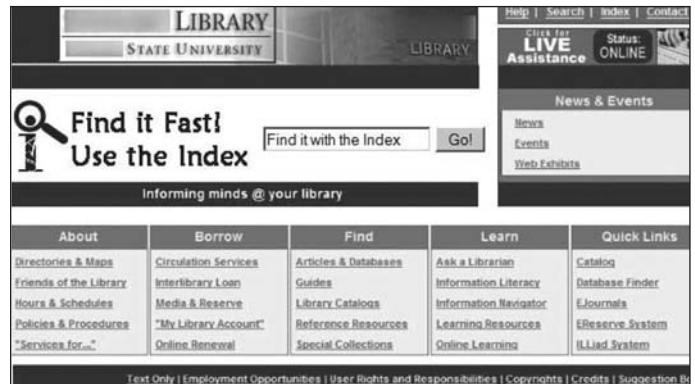 Help | Search | Index | Contact
LIBRARY
STATE UNIVERSITY
LIBRARY
Click for
LIVE
Assistance
Status:
ONLINE
News & Events
News
Events
Web Exhibits
Find it Fast!
Use the Index
Find it with the Index
Go!
Informing minds @ your library
About
Directories & Maps
Friends of the Library
Hours & Schedules
Policies & Procedures
"Services for..."
Borrow
Circulation Services
Interlibrary Loan
Media & Reserve
"My Library Account"
Online Renewal
Find
Articles & Databases
Guides
Library Catalogs
Reference Resources
Special Collections
Learn
Ask a Librarian
Information Literacy
Information Navigator
Learning Resources
Online Learning
Quick Links
Catalog
Database Finder
EJournals
EReserve System
ILLiad System
Text Only | Employment Opportunities | User Rights and Responsibilities | Copyrights | Credits | Suggestion